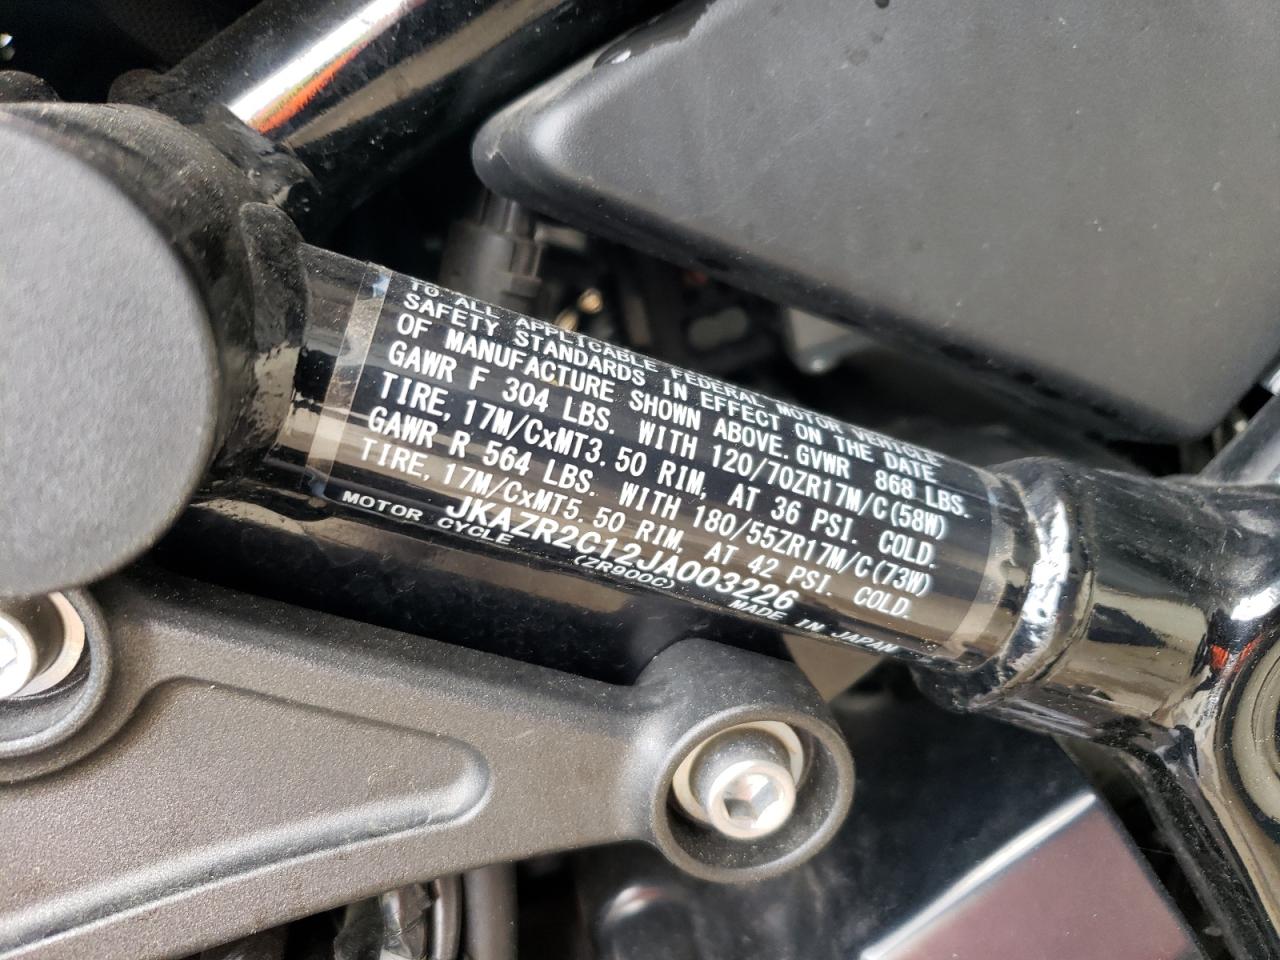 TO ALL APPLICABLE FEDERAL MOTOR VEHICLE
SAFETY STANDARDS IN EFFECT ON THE DATE
OF MANUFACTURE SHOWN ABOVE. GVWR 868 LBS.
GAWR F 304 LBS. WITH 120/70ZR17M/C(58W)
TIRE, 17M/CxMT3.50 RIM, AT 36 PSI. COLD.
GAWR R 564 LBS. WITH 180/55ZR17M/C(73W)
TIRE, 17M/CxMT5.50 RIM, AT 42 PSI. COLD.
JKAZR2C12JA003226
MOTOR CYCLE (ZR900C) MADE IN JAPAN